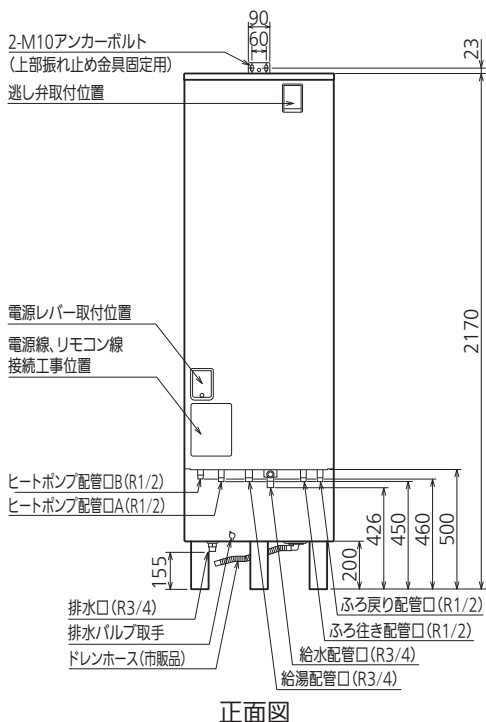 90
60
23
2-M10アンカーボルト
(上部振れ止め金具固定用)
逃し弁取付位置
2170
電源レバー取付位置
電源線、リモコン線
接続工事位置
ヒートポンプ配管口B(R1/2)
ヒートポンプ配管口A(R1/2)
426
450
460
500
200
155
排水口(R3/4)
排水バルブ取手
ドレンホース(市販品)
ふろ戻り配管口(R1/2)
ふろ往き配管口(R1/2)
給水配管口(R3/4)
給湯配管口(R3/4)
正面図